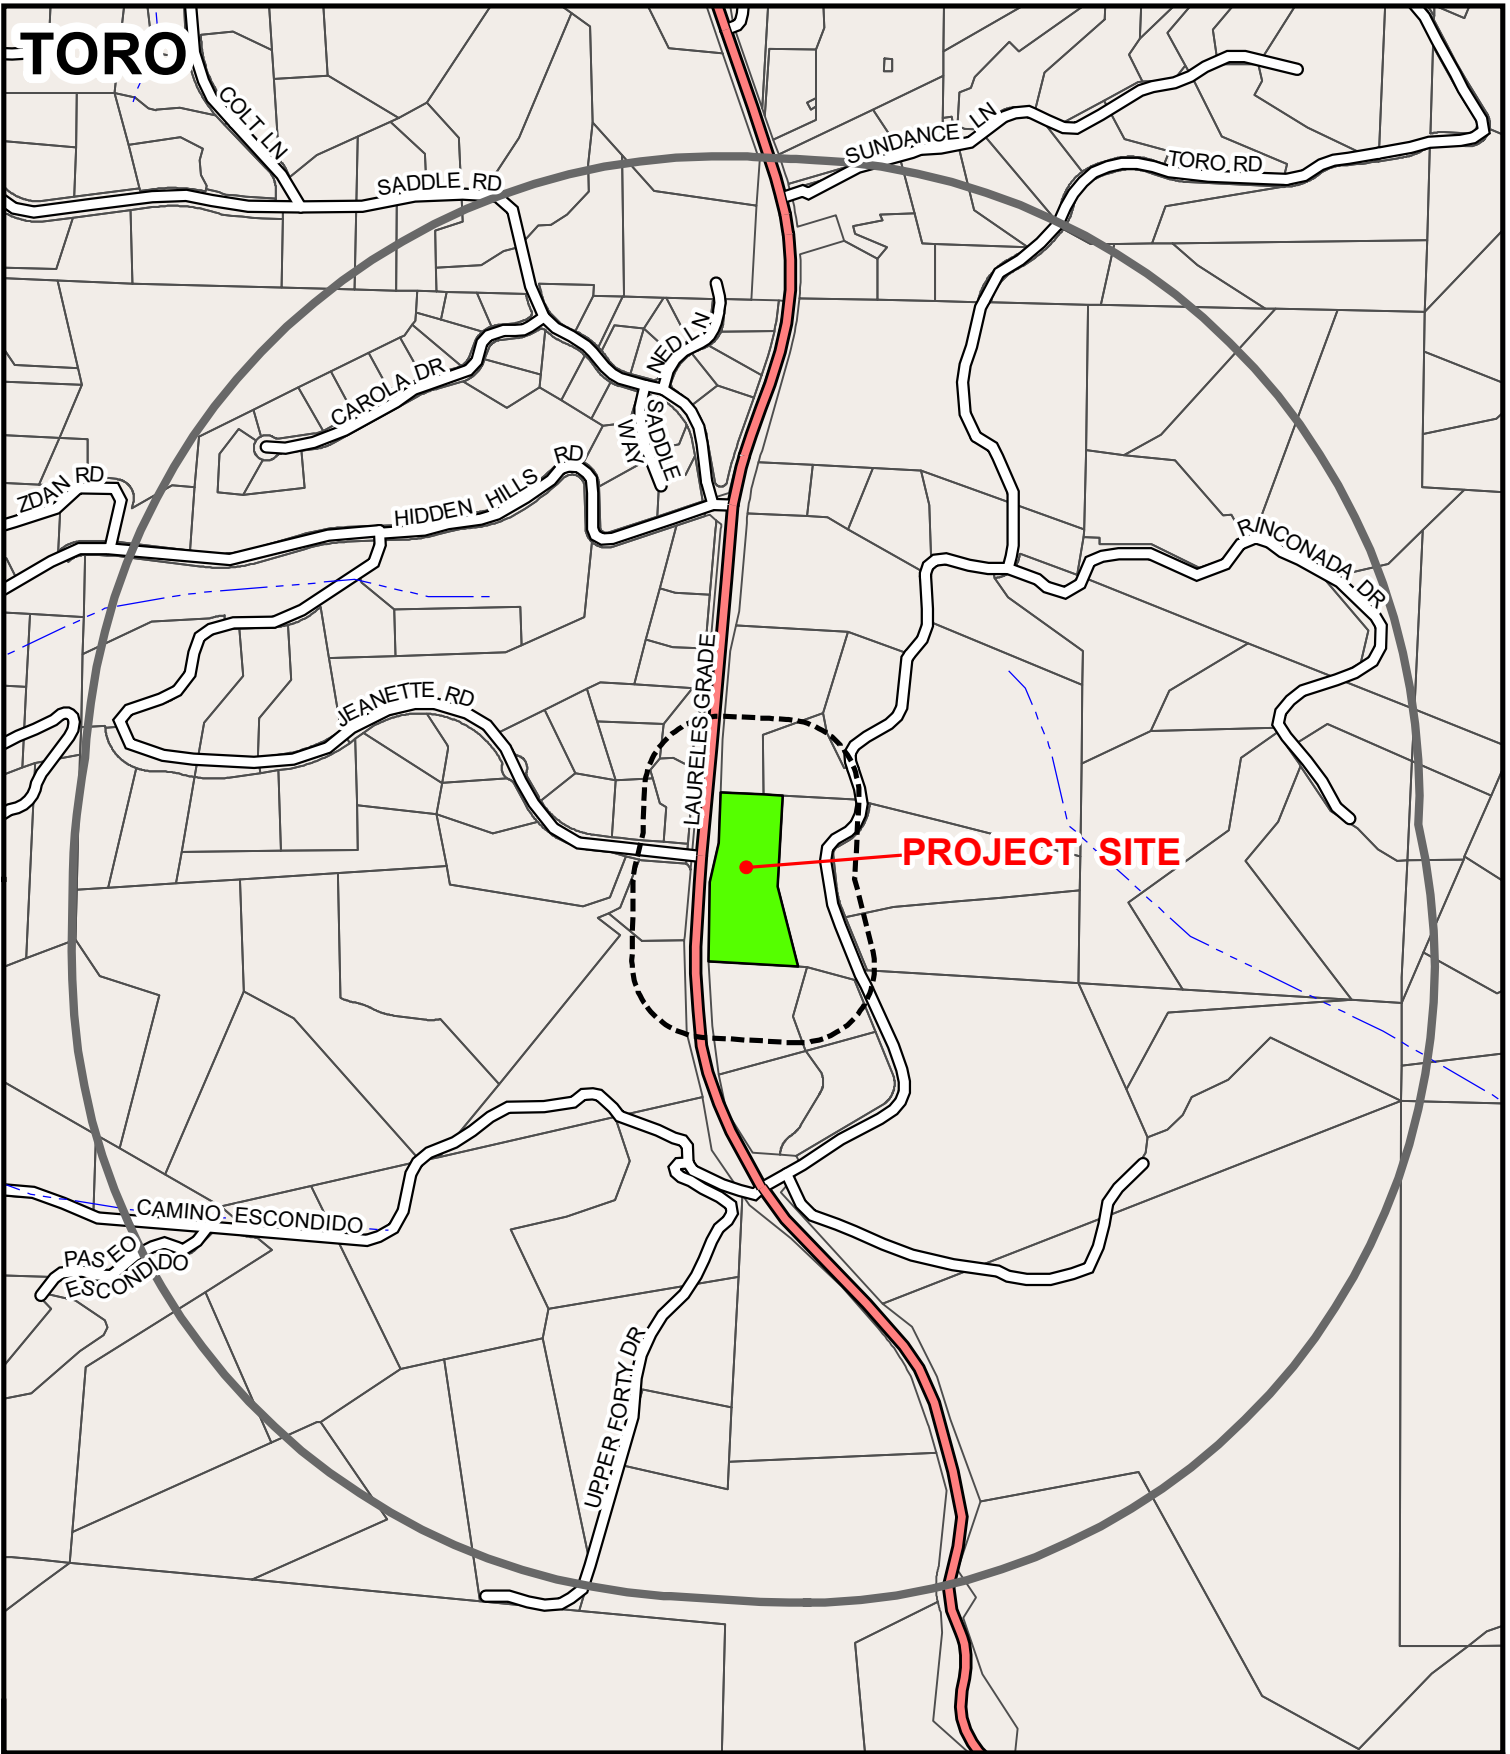 TORO
COLT LN
SUNDANCE LN
TORO RD
SADDLE RD
NED LN
CAROLA DR
SADDLE
WAY
ZDAN RD
HIDDEN HILLS RD
RINCONADA DR
LAURELES GRADE
JEANETTE RD
PROJECT SITE
CAMINO ESCONDIDO
PASEO
ESCONDIDO
UPPER FORTY DR